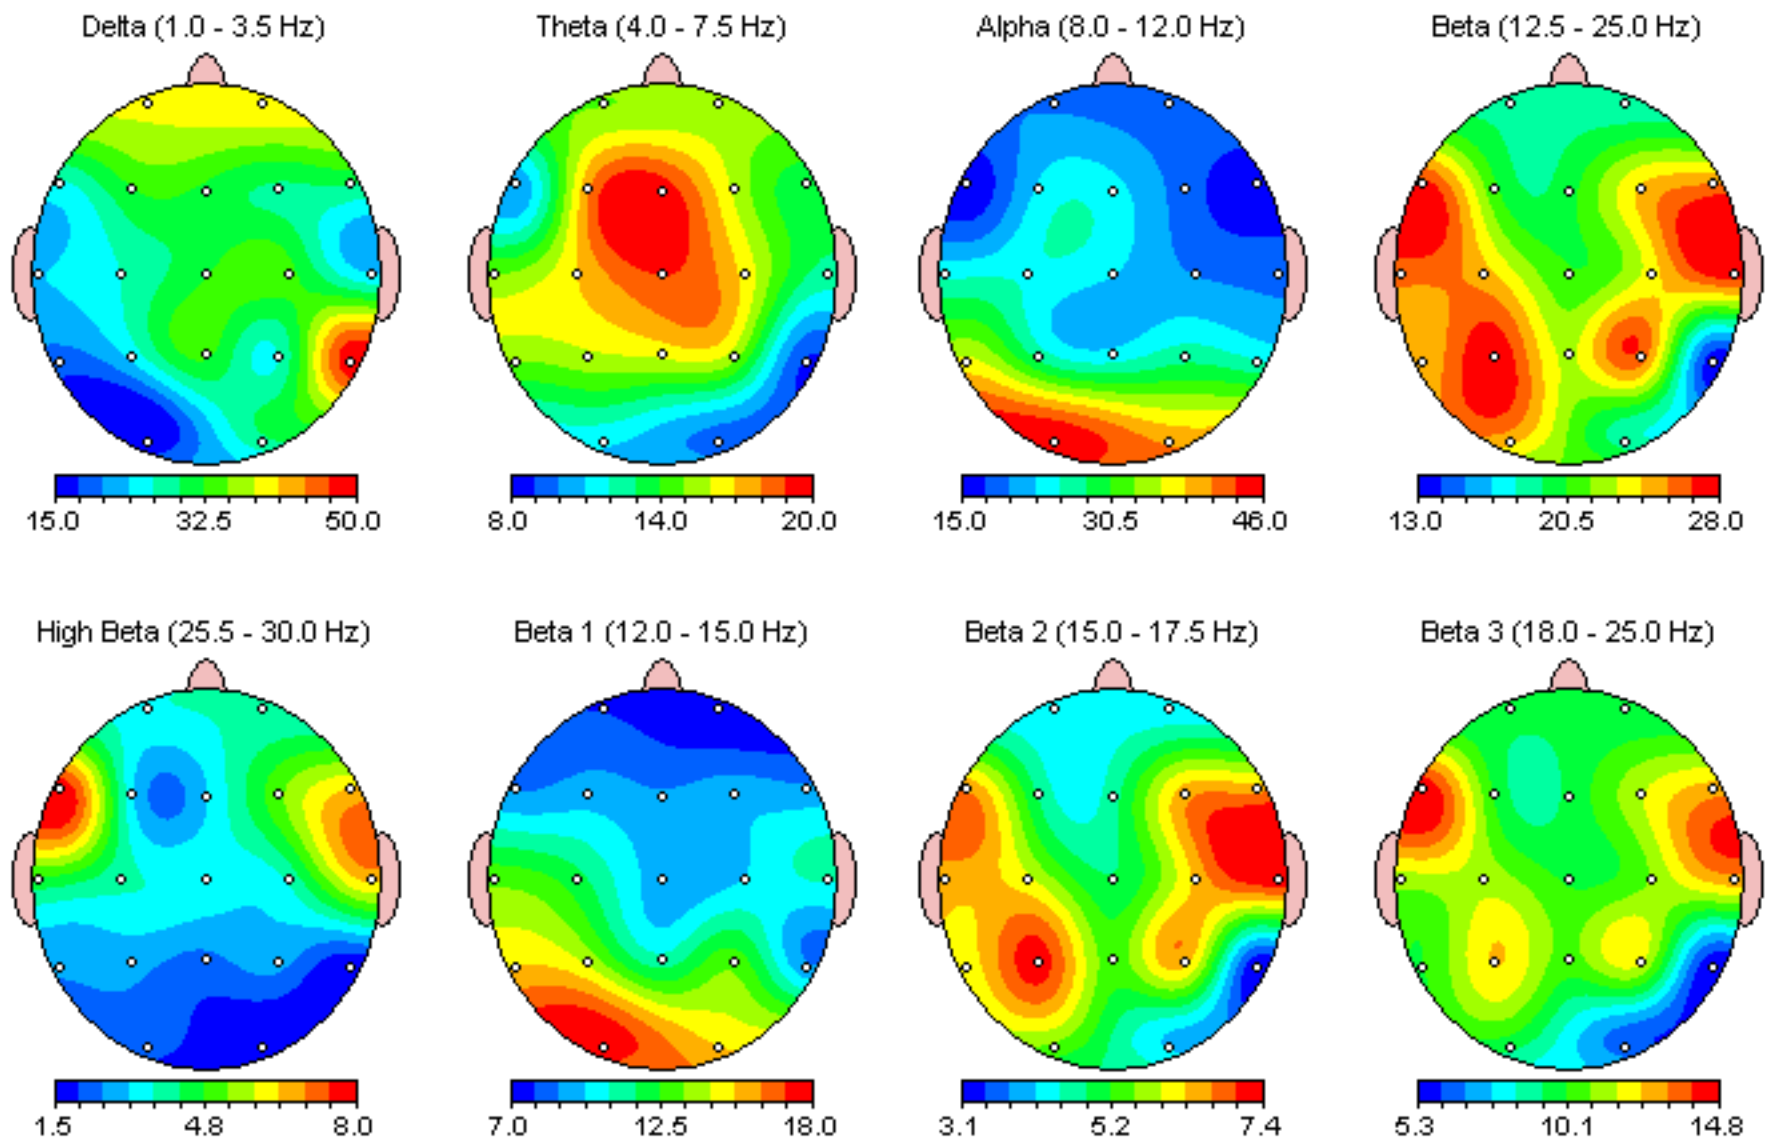 Delta (1.0 - 3.5 Hz) Theta (4.0 - 7.5 Hz) Alpha (8.0 - 12.0 Hz) Beta (12.5 - 25.0 Hz)
15.0 32.5 50.0 8.0 14.0 20.0 15.0 30.5 46.0 13.0 20.5 28.0
High Beta (25.5 - 30.0 Hz) Beta 1 (12.0 - 15.0 Hz) Beta 2 (15.0 - 17.5 Hz) Beta 3 (18.0 - 25.0 Hz)
1.5 4.8 8.0 7.0 12.5 18.0 3.1 5.2 7.4 5.3 10.1 14.8